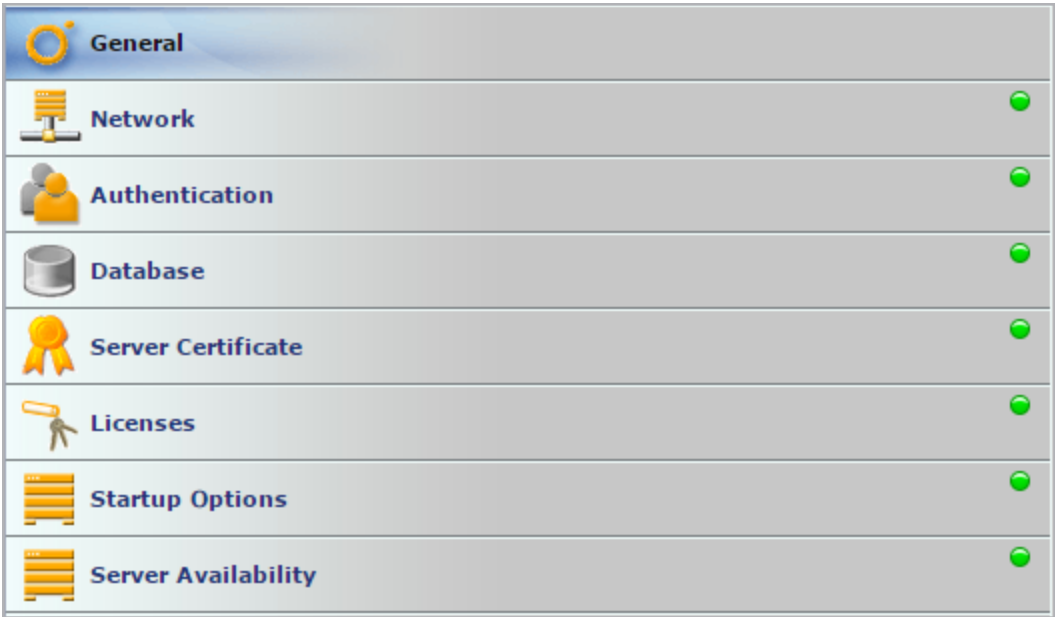 General
Network
Authentication
Database
Server Certificate
Licenses
Startup Options
Server Availability